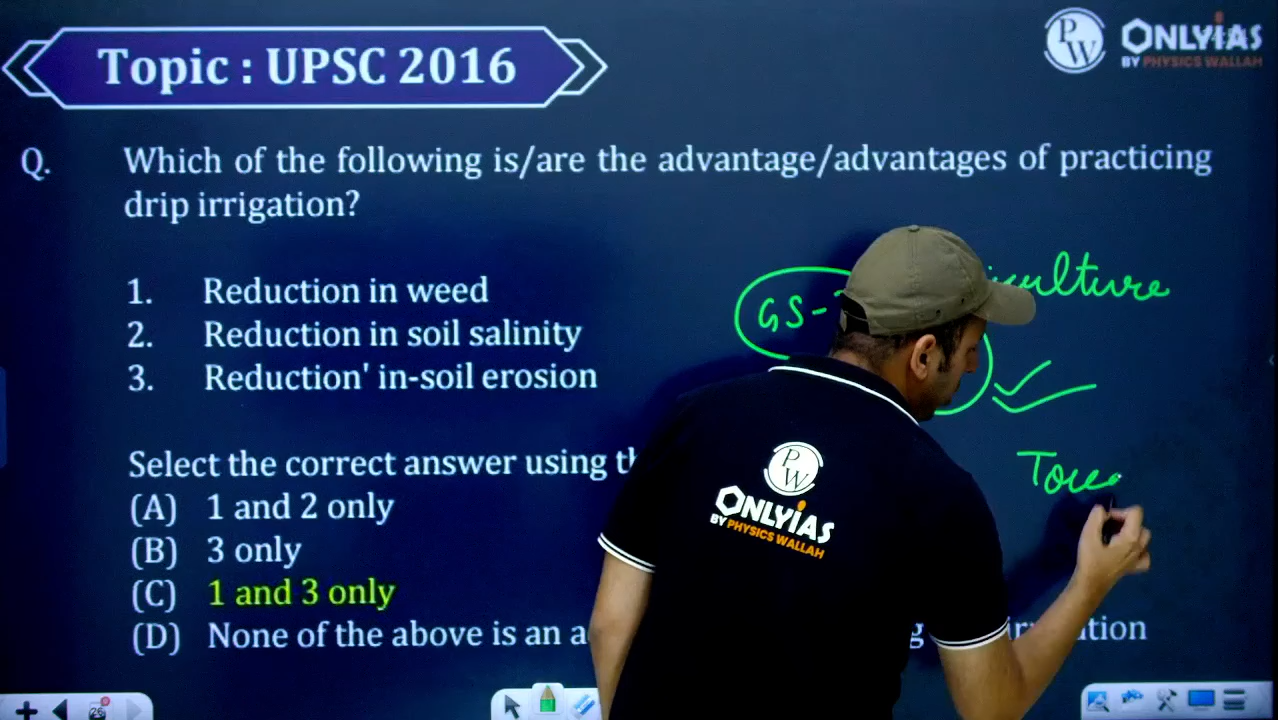 Topic : UPSC 2016
PW
ONLYIAS
BY PHYSICS WALLAH
Q. Which of the following is/are the advantage/advantages of practicing
drip irrigation?
1. Reduction in weed
2. Reduction in soil salinity
3. Reduction' in-soil erosion
GS-
Select the correct answer using
(A) 1 and 2 only
(B) 3 only
(C) 1 and 3 only
(D) None of the above is an
PW
ONLYIAS
BY PHYSICS WALLAH
26